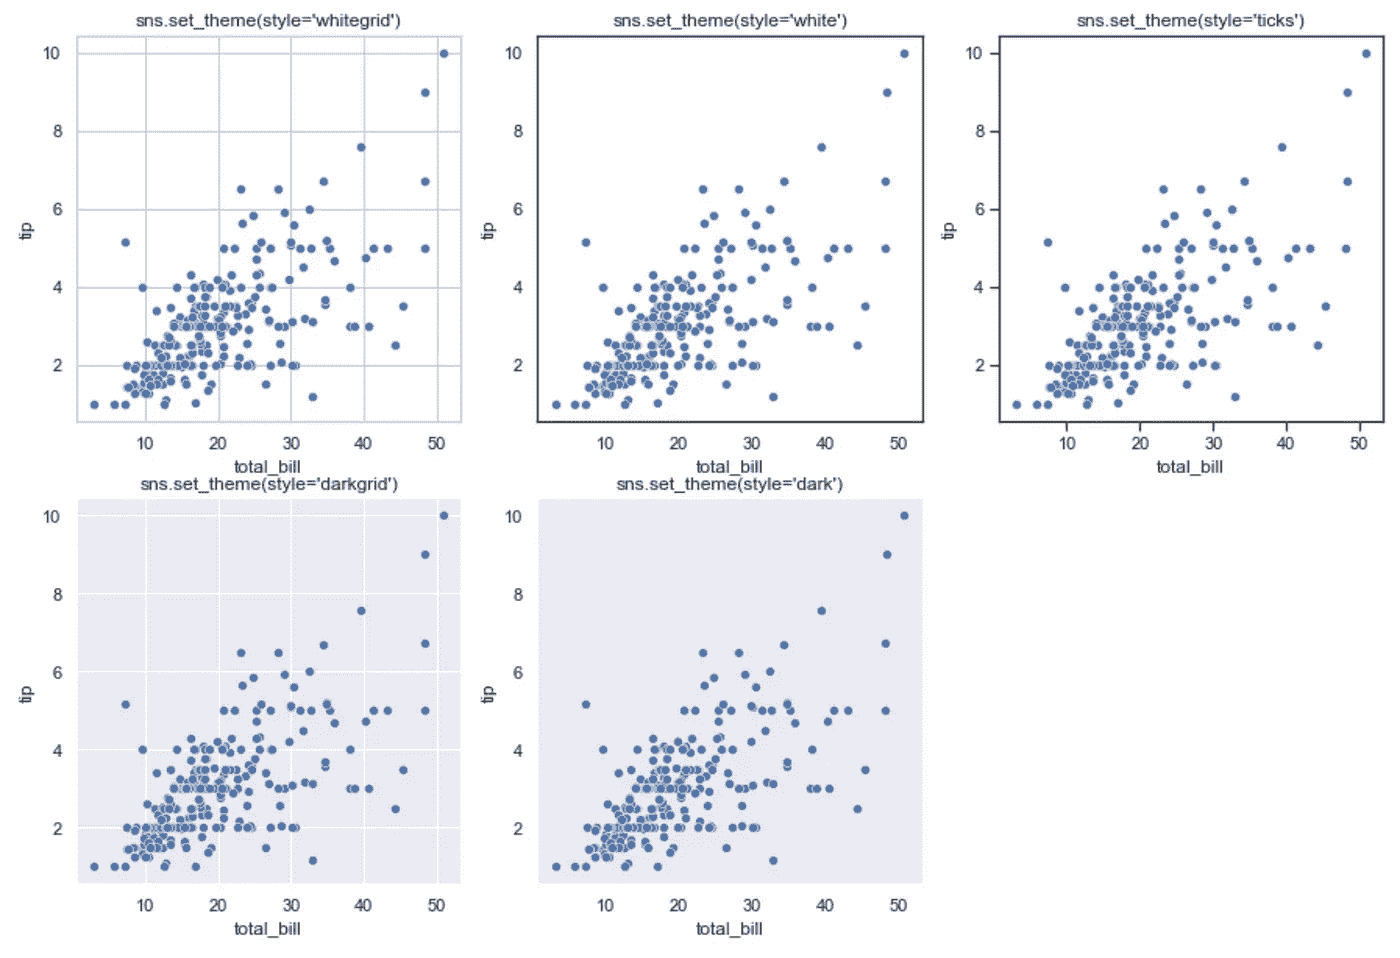 sns.set_theme(style='whitegrid')
10
8
6
4
2
tip
10 20 30 40 50
total_bill
sns.set_theme(style='white')
10
8
6
4
2
tip
10 20 30 40 50
total_bill
sns.set_theme(style='ticks')
10
8
6
4
2
tip
10 20 30 40 50
total_bill
sns.set_theme(style='darkgrid')
10
8
6
4
2
tip
10 20 30 40 50
total_bill
sns.set_theme(style='dark')
10
8
6
4
2
tip
10 20 30 40 50
total_bill